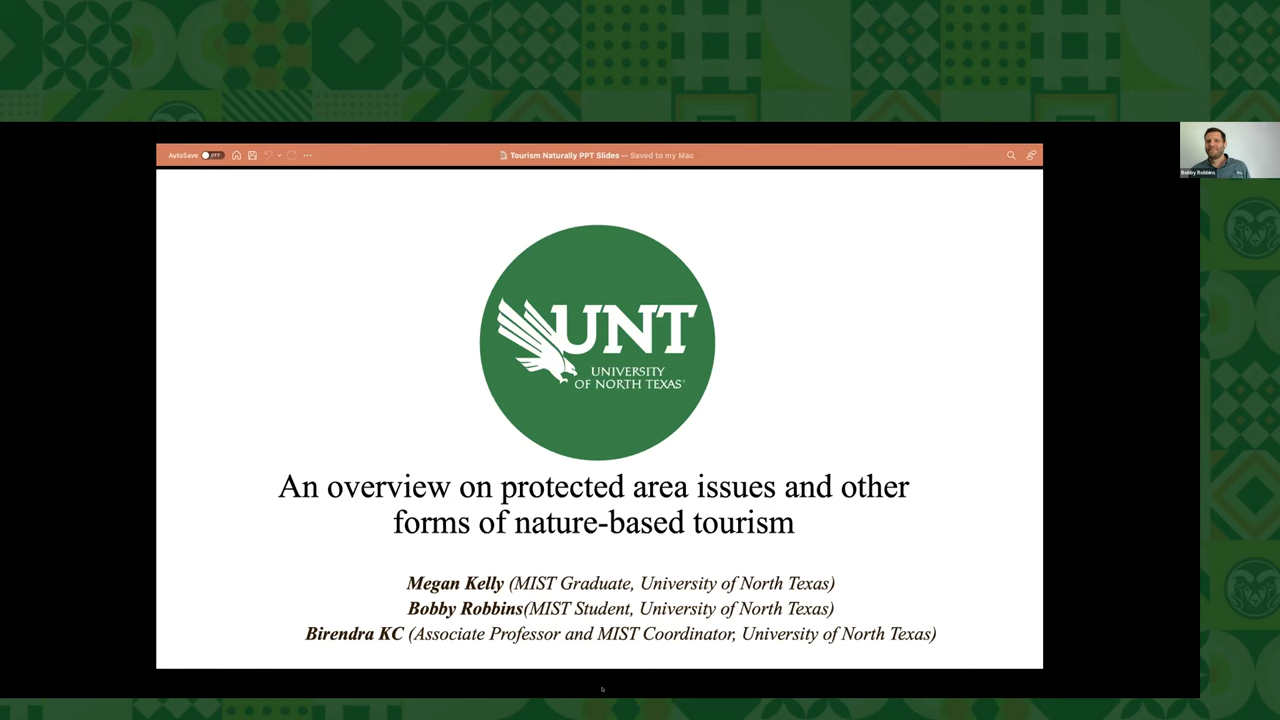 AutoSave OFF
Tourism Naturally PPT Slides — Saved to my Mac
Bobby Robbins
UNT
UNIVERSITY
OF NORTH TEXAS
An overview on protected area issues and other
forms of nature-based tourism
Megan Kelly (MIST Graduate, University of North Texas)
Bobby Robbins(MIST Student, University of North Texas)
Birendra KC (Associate Professor and MIST Coordinator, University of North Texas)